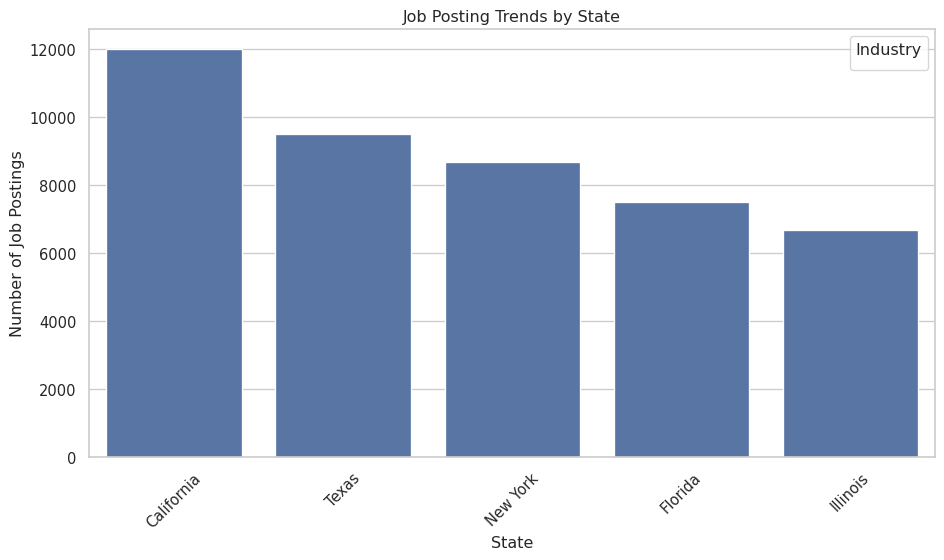 Job Posting Trends by State
Industry
Number of Job Postings
12000
10000
8000
6000
4000
2000
0
California
Texas
New York
Florida
Illinois
State